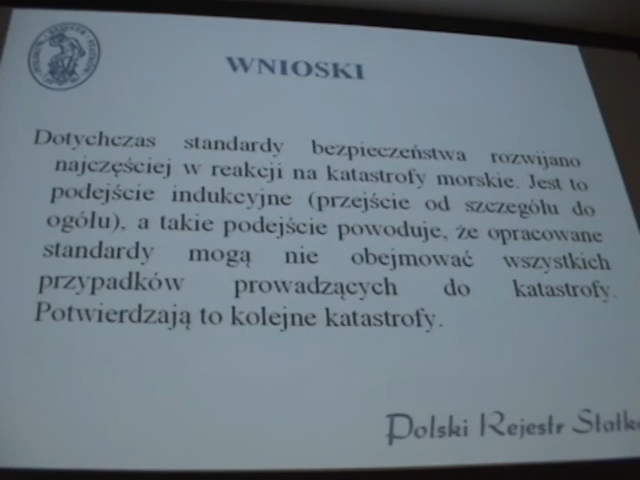 WNIOSKI
Dotychczas standardy bezpieczeństwa rozwijano
najczęściej w reakcji na katastrofy morskie. Jest to
podejście indukcyjne (przejście od szczegółu do
ogółu), a takie podejście powoduje, że opracowane
standardy mogą nie obejmować wszystkich
przypadków prowadzących do katastrofy.
Potwierdzają to kolejne katastrofy.
Polski Rejestr